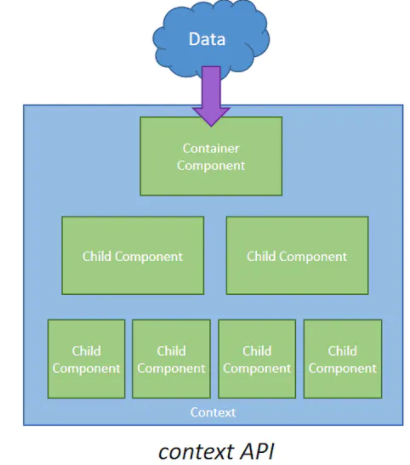 Data
Container
Component
Child Component
Child Component
Child
Component
Child
Component
Child
Component
Child
Component
Context
context API